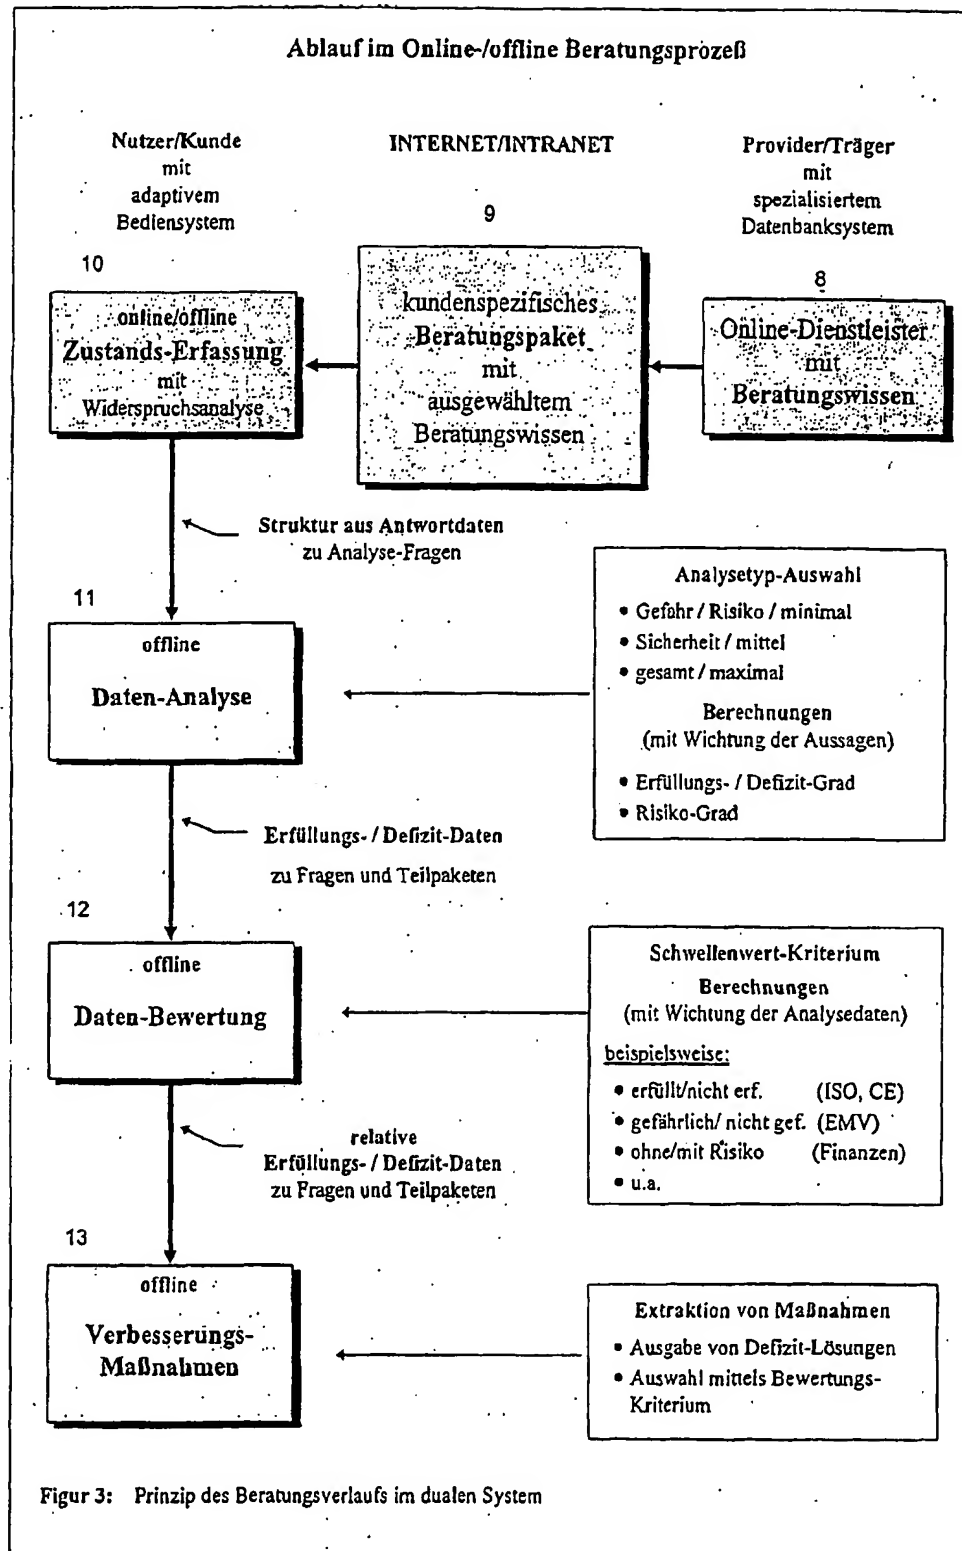 Ablauf im Online-/offline Beratungsprozeß
Nutzer/Kunde
mit
adaptivem
Bediensystem
INTERNET/INTRANET
Provider/Träger
mit
spezialisiertem
Datenbanksystem
10
online/offline
Zustands-Erfassung
mit
Widerspruchsanalyse
9
kundenspezifisches
Beratungspaket
mit
ausgewähltem
Beratungswissen
8
Online-Dienstleister
mit
Beratungswissen
Struktur aus Antwortdaten
zu Analyse-Fragen
11
offline
Daten-Analyse
Analysetyp-Auswahl
• Gefahr / Risiko / minimal
• Sicherheit / mittel
• gesamt / maximal
Berechnungen
(mit Wichtung der Aussagen)
• Erfüllungs- / Defizit-Grad
• Risiko-Grad
Erfüllungs- / Defizit-Daten
zu Fragen und Teilpaketen
12
offline
Daten-Bewertung
Schwellenwert-Kriterium
Berechnungen
(mit Wichtung der Analysedaten)
beispielsweise:
• erfüllt/nicht erf. (ISO, CE)
• gefährlich/ nicht gef. (EMV)
• ohne/mit Risiko (Finanzen)
• u.a.
relative
Erfüllungs- / Defizit-Daten
zu Fragen und Teilpaketen
13
offline
Verbesserungs-
Maßnahmen
Extraktion von Maßnahmen
• Ausgabe von Defizit-Lösungen
• Auswahl mittels Bewertungs-
Kriterium
Figur 3: Prinzip des Beratungsverlaufs im dualen System